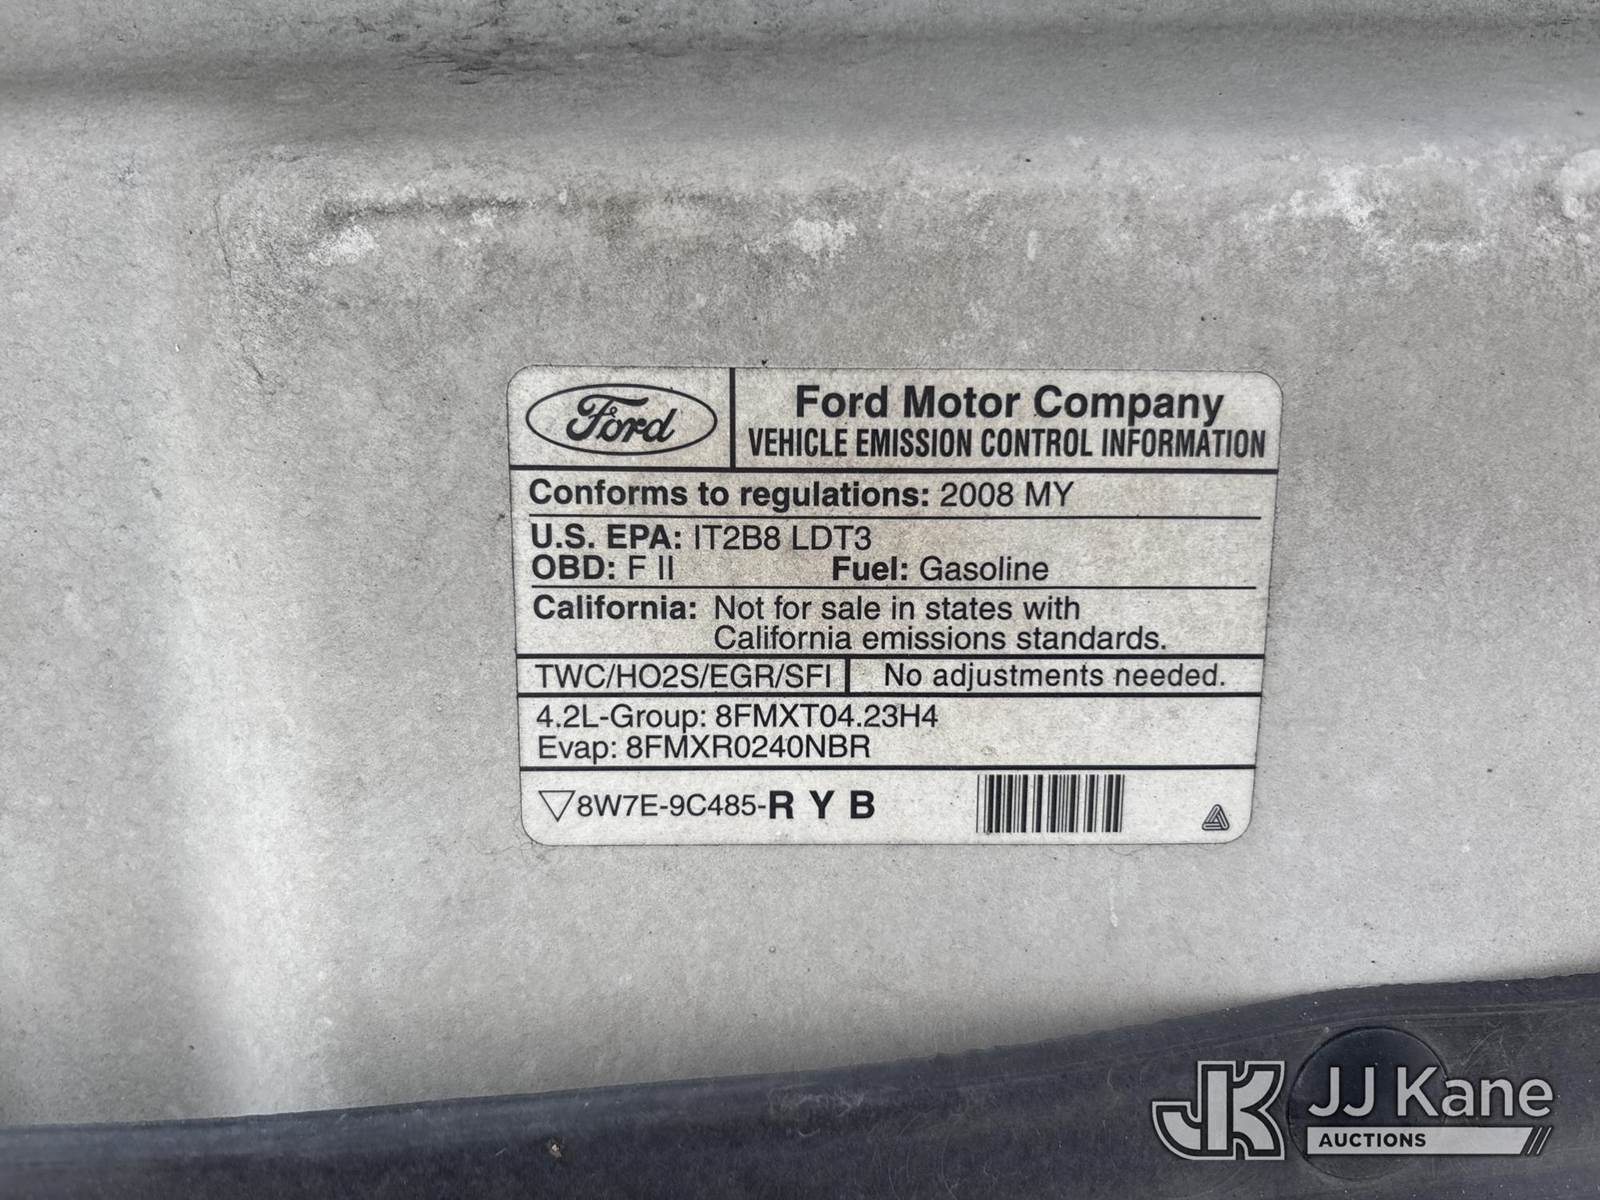 Ford
Ford Motor Company
VEHICLE EMISSION CONTROL INFORMATION
Conforms to regulations: 2008 MY
U.S. EPA: IT2B8 LDT3
OBD: F II Fuel: Gasoline
California: Not for sale in states with
California emissions standards.
TWC/HO2S/EGR/SFI No adjustments needed.
4.2L-Group: 8FMXT04.23H4
Evap: 8FMXR0240NBR
8W7E-9C485-R Y B
JK JJ Kane
AUCTIONS